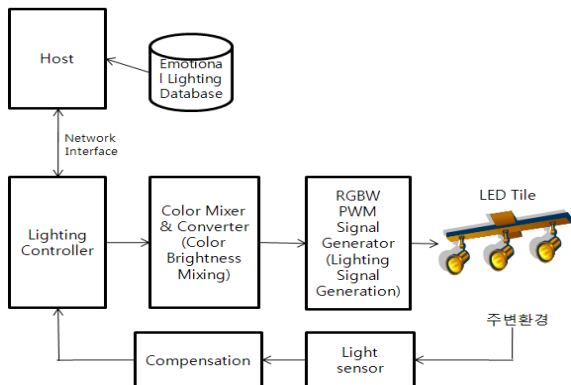 Host
Emotiona
l Lighting
Database
Network
Interface
Lighting
Controller
Color Mixer
& Converter
(Color
Brightness
Mixing)
RGBW
PWM
Signal
Generator
(Lighting
Signal
Generation)
LED Tile
주변환경
Compensation
Light
sensor